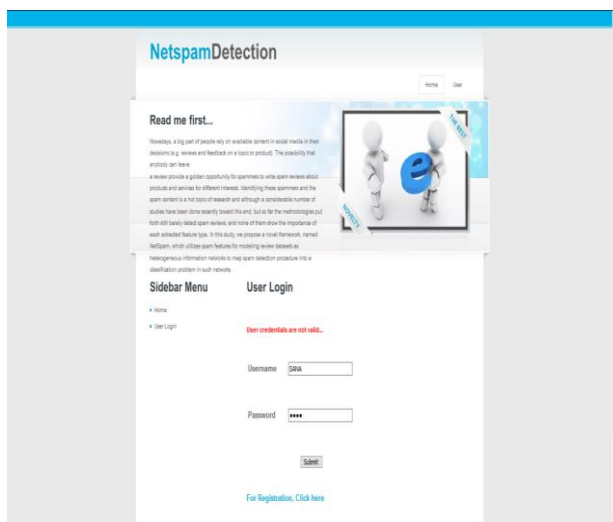 NetspamDetection
Home User
Read me first...
Nowadays, a big part of people rely on available content in social media in their
decisions (e.g. reviews and feedback on a topic or product). The possibility that
anybody can leave
a review provide a golden opportunity for spammers to write spam reviews about
products and services for different interests. Identifying these spammers and the
spam content is a hot topic of research and although a considerable number of
studies have been done recently toward this end, but so far the methodologies put
forth still barely detect spam reviews, and none of them show the importance of
each extracted feature type. In this study, we propose a novel framework, named
NetSpam, which utilizes spam features for modeling review datasets as
heterogeneous information networks to map spam detection procedure into a
classification problem in such networks.
THE BEST
e
NOVELTY
Sidebar Menu
Home
User Login
User Login
User credentials are not valid...
Username SANA
Password ••••
Submit
For Registration, Click here